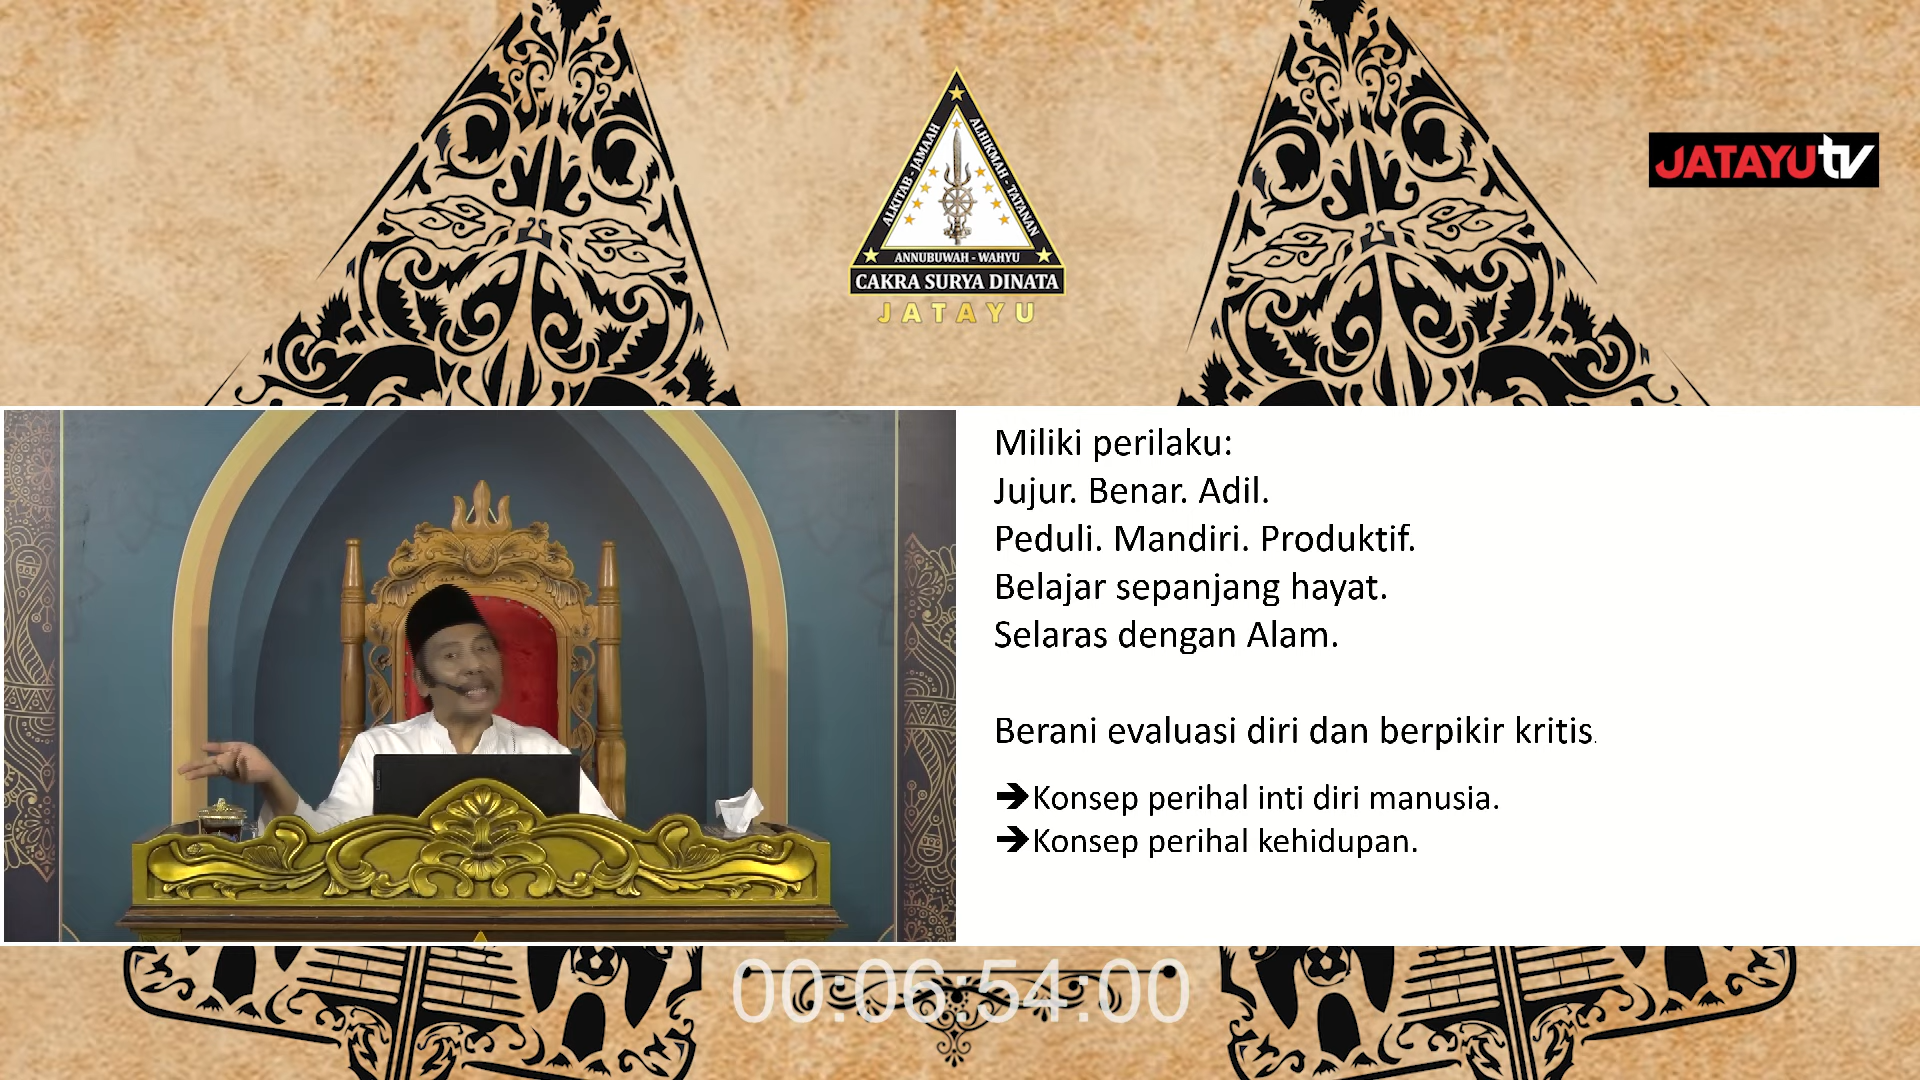 ALKITAB - JAMAAH
ALHIKMAH - TATANAN
ANNUBUWAH - WAHYU
CAKRA SURYA DINATA
JATAYU
JATAYUtv
Miliki perilaku:
Jujur. Benar. Adil.
Peduli. Mandiri. Produktif.
Belajar sepanjang hayat.
Selaras dengan Alam.
Berani evaluasi diri dan berpikir kritis.
➔Konsep perihal inti diri manusia.
➔Konsep perihal kehidupan.
00:06:54:00